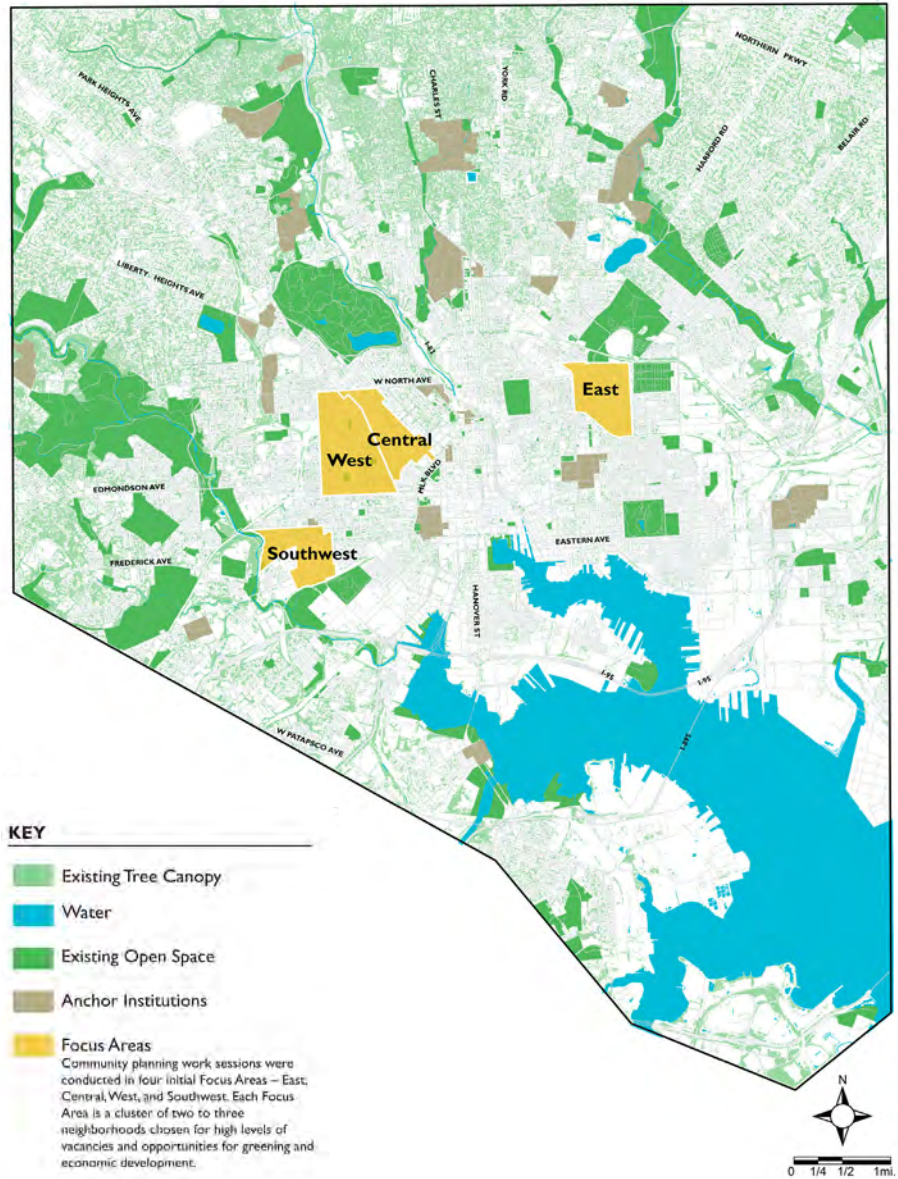 NORTHERN PKWY
PARK HEIGHTS AVE
CHARLES ST
YORK RD
HARFORD RD
BELAIR RD
LIBERTY HEIGHTS AVE
I-83
W NORTH AVE
East
Central
West
MLK BLVD
EDMONDSON AVE
EASTERN AVE
FREDERICK AVE
Southwest
HANOVER ST
I-95
I-95
I-895
W PATAPSCO AVE
KEY
Existing Tree Canopy
Water
Existing Open Space
Anchor Institutions
Focus Areas
Community planning work sessions were
conducted in four initial Focus Areas – East,
Central, West, and Southwest. Each Focus
Area is a cluster of two to three
neighborhoods chosen for high levels of
vacancies and opportunities for greening and
economic development.
N
0 1/4 1/2 1mi.